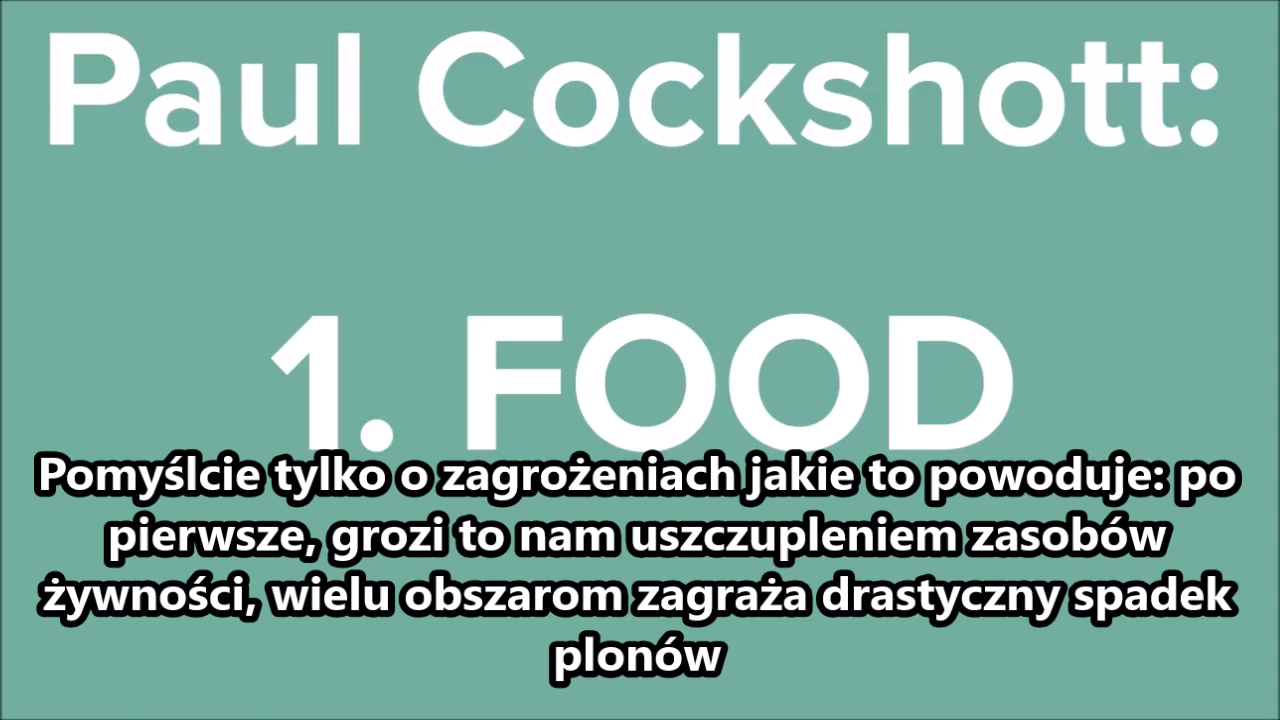 Paul Cockshott:
1. FOOD
Pomyślcie tylko o zagrożeniach jakie to powoduje: po
pierwsze, grozi to nam uszczupleniem zasobów
żywności, wielu obszarom zagraża drastyczny spadek
plonów